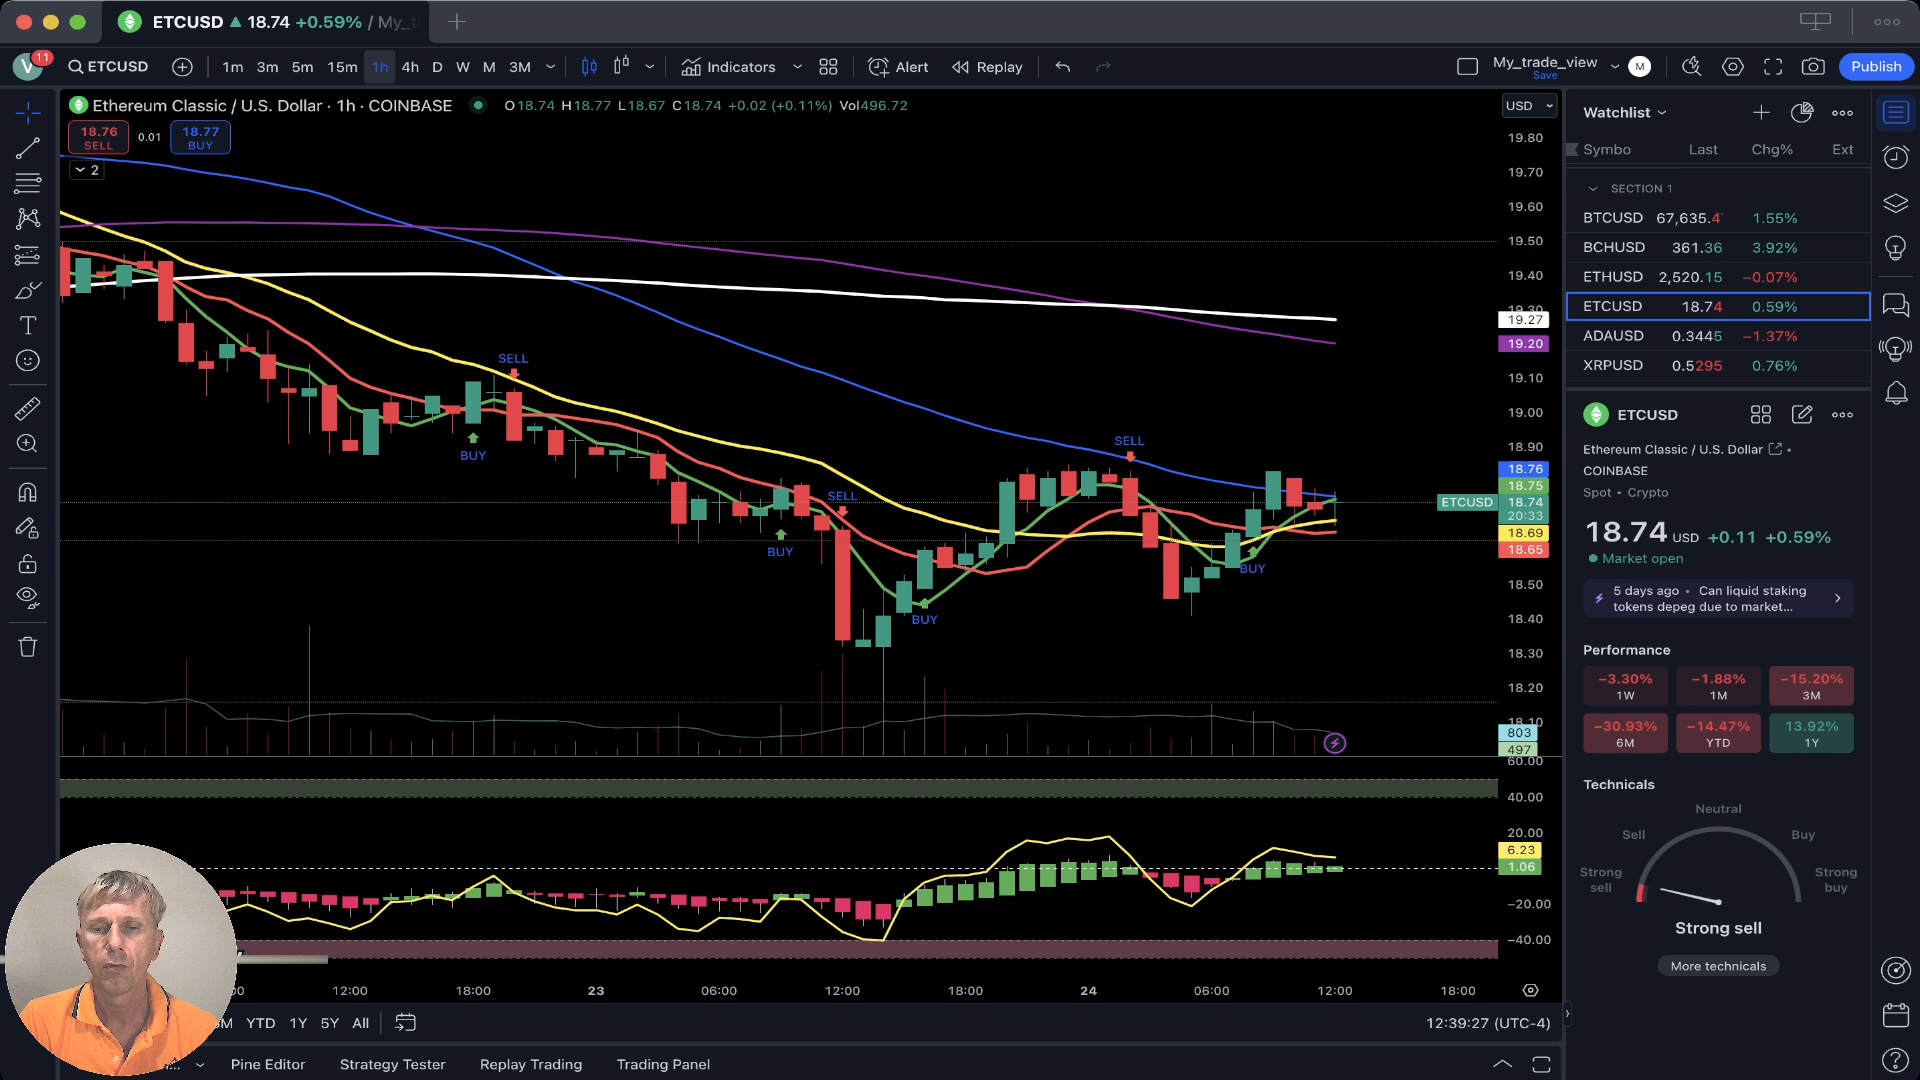 ETCUSD ▲ 18.74 +0.59% / My_t
V 11
ETCUSD 1m 3m 5m 15m 1h 4h D W M 3M Indicators Alert Replay
My_trade_view
Save
M
Publish
Ethereum Classic / U.S. Dollar · 1h · COINBASE O18.74 H18.77 L18.67 C18.74 +0.02 (+0.11%) Vol496.72
18.76
SELL
0.01
18.77
BUY
2
USD
19.80
19.70
19.60
19.50
19.40
19.30
19.27
19.20
19.10
19.00
18.90
18.76
18.75
ETCUSD 18.74
20:33
18.69
18.65
18.50
18.40
18.30
18.20
18.10
803
497
60.00
40.00
20.00
6.23
1.06
−20.00
−40.00
SELL
BUY
SELL
BUY
BUY
SELL
BUY
12:00 18:00 23 06:00 12:00 18:00 24 06:00 12:00 18:00
YTD 1Y 5Y All
12:39:27 (UTC-4)
Pine Editor Strategy Tester Replay Trading Trading Panel
Watchlist
Symbo Last Chg% Ext
SECTION 1
BTCUSD 67,635.4 1.55%
BCHUSD 361.36 3.92%
ETHUSD 2,520.15 −0.07%
ETCUSD 18.74 0.59%
ADAUSD 0.3445 −1.37%
XRPUSD 0.5295 0.76%
ETCUSD
Ethereum Classic / U.S. Dollar •
COINBASE
Spot • Crypto
18.74 USD +0.11 +0.59%
Market open
5 days ago • Can liquid staking
tokens depeg due to market...
Performance
−3.30%
1W
−1.88%
1M
−15.20%
3M
−30.93%
6M
−14.47%
YTD
13.92%
1Y
Technicals
Neutral
Sell
Buy
Strong
sell
Strong
buy
Strong sell
More technicals